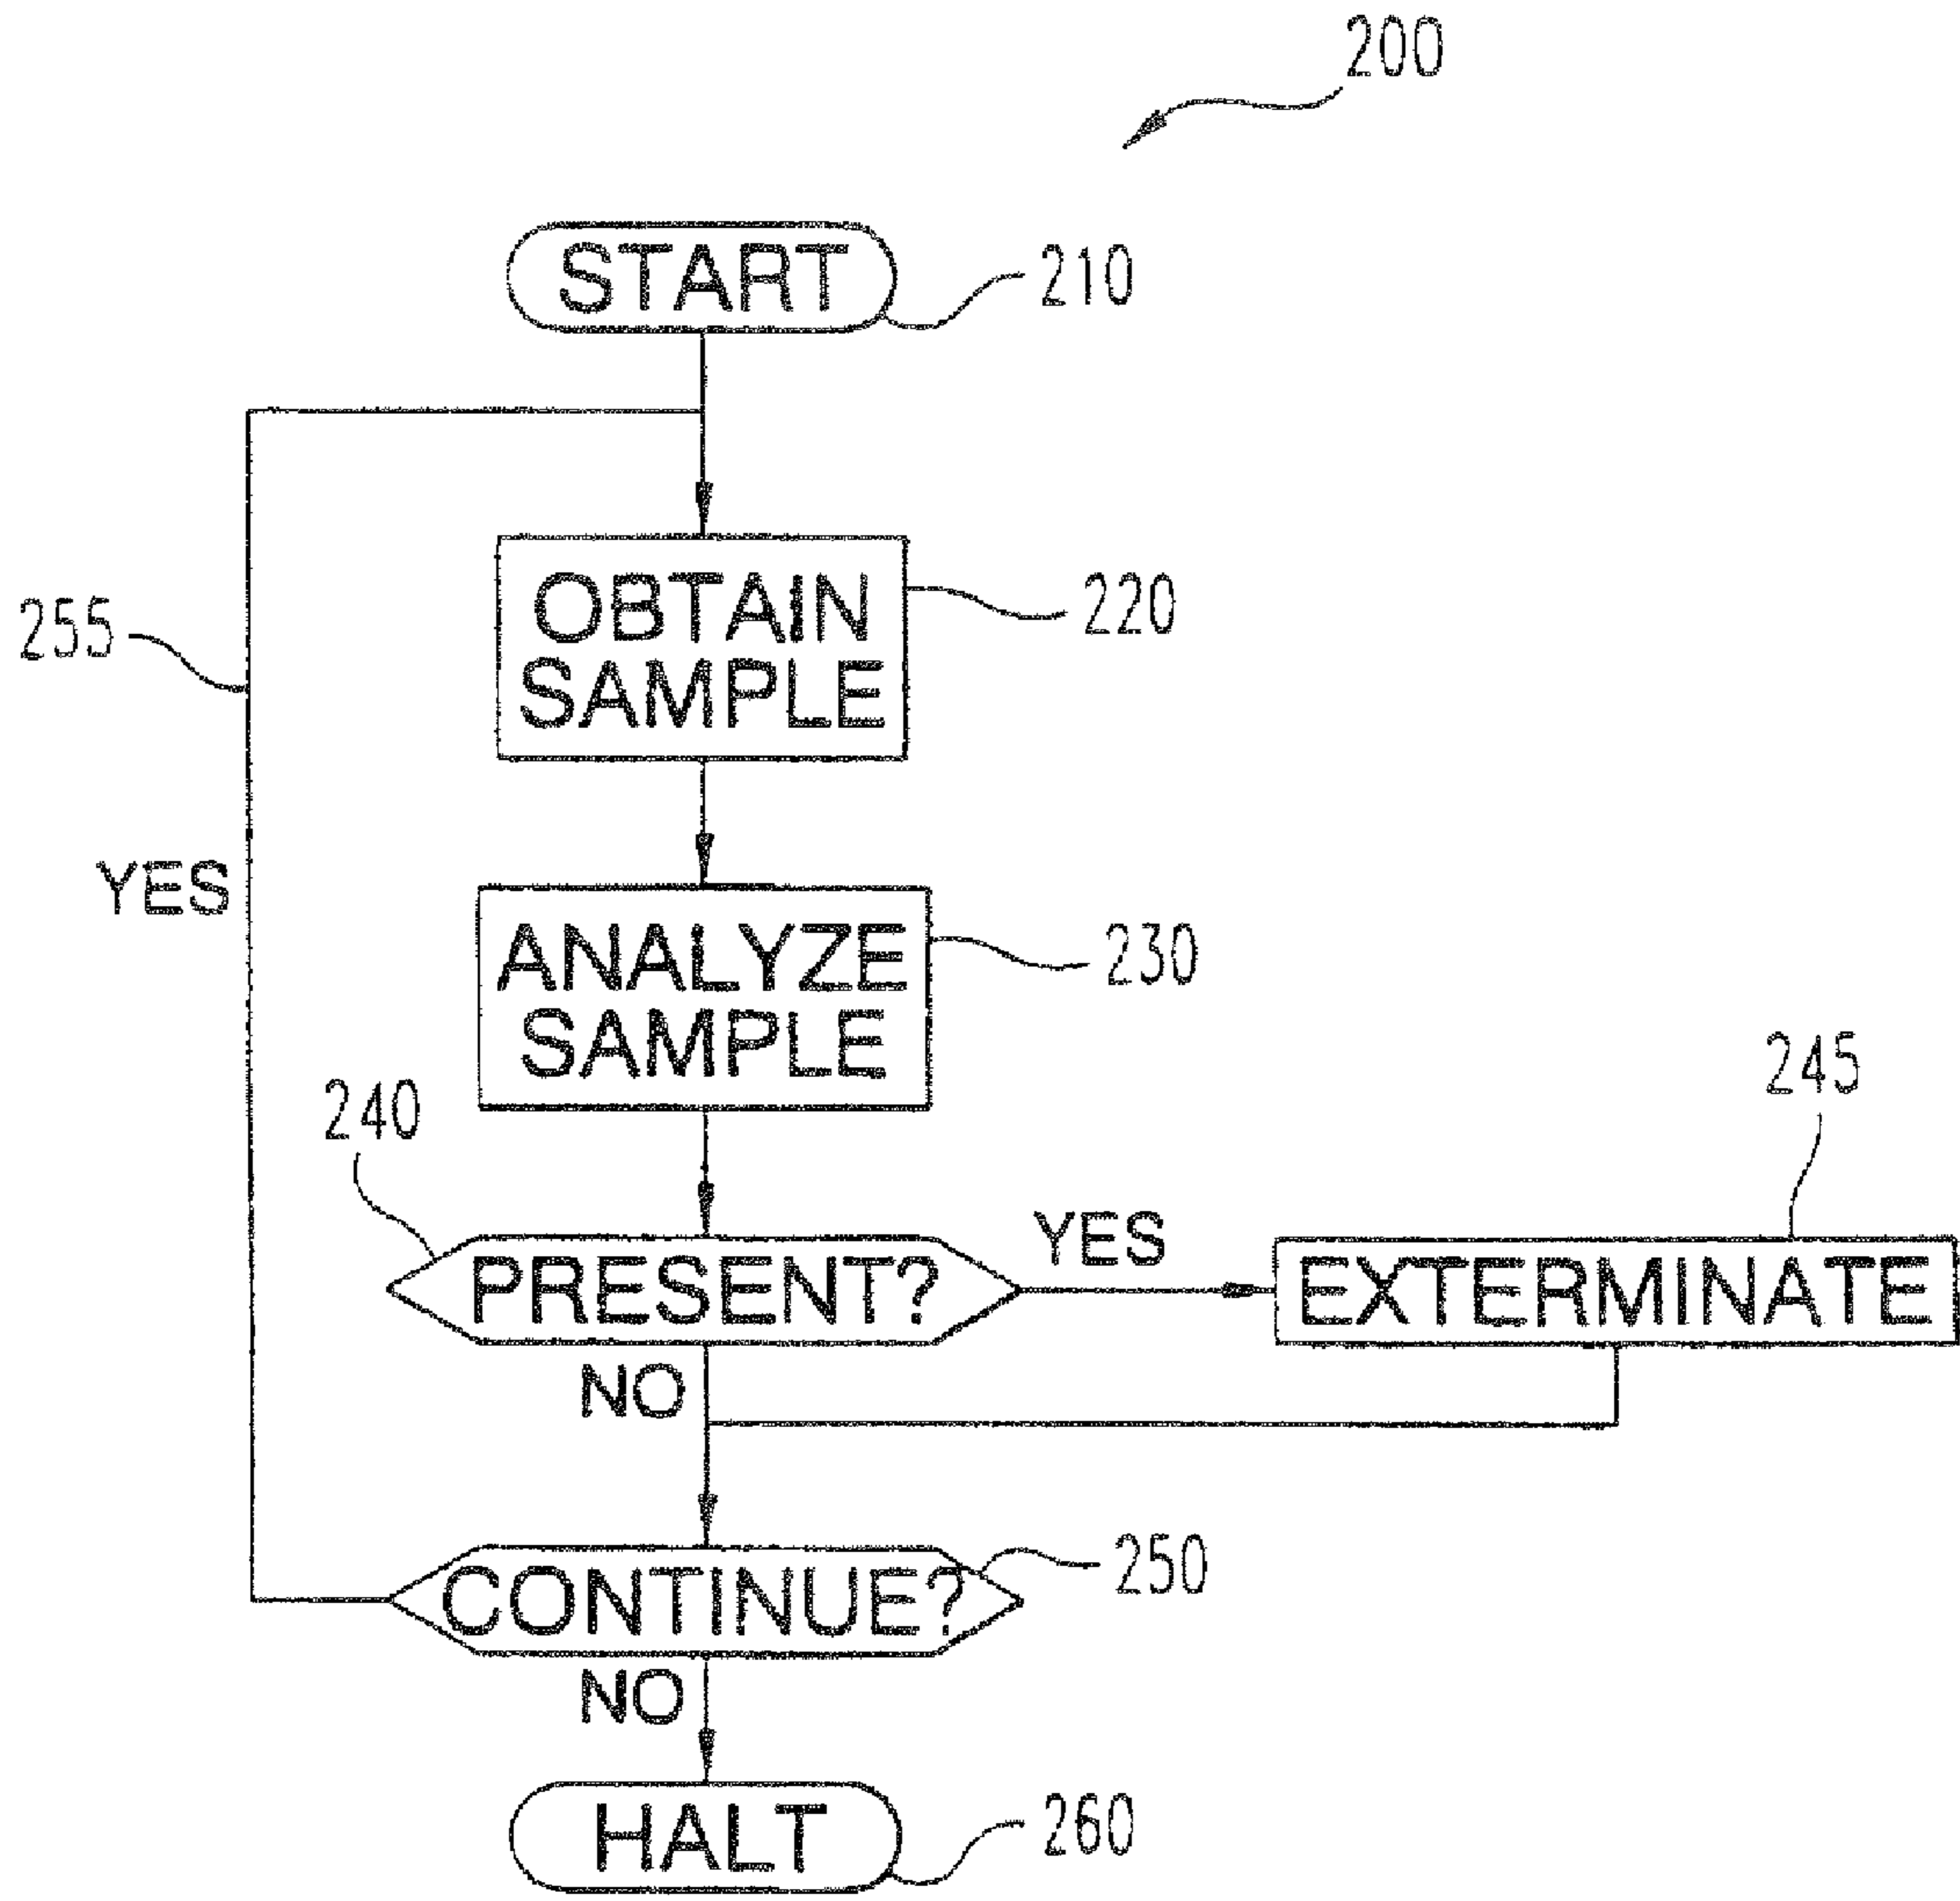 200
START
210
OBTAIN
SAMPLE
220
255
YES
ANALYZE
SAMPLE
230
240
245
PRESENT?
YES
EXTERMINATE
NO
CONTINUE?
250
NO
HALT
260